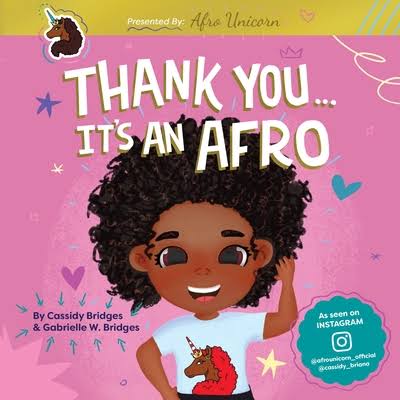 Presented By: Afro Unicorn
THANK YOU...
IT'S AN AFRO
By Cassidy Bridges
& Gabrielle W. Bridges
As seen on
INSTAGRAM
@afrounicorn_official
@cassidy_briana